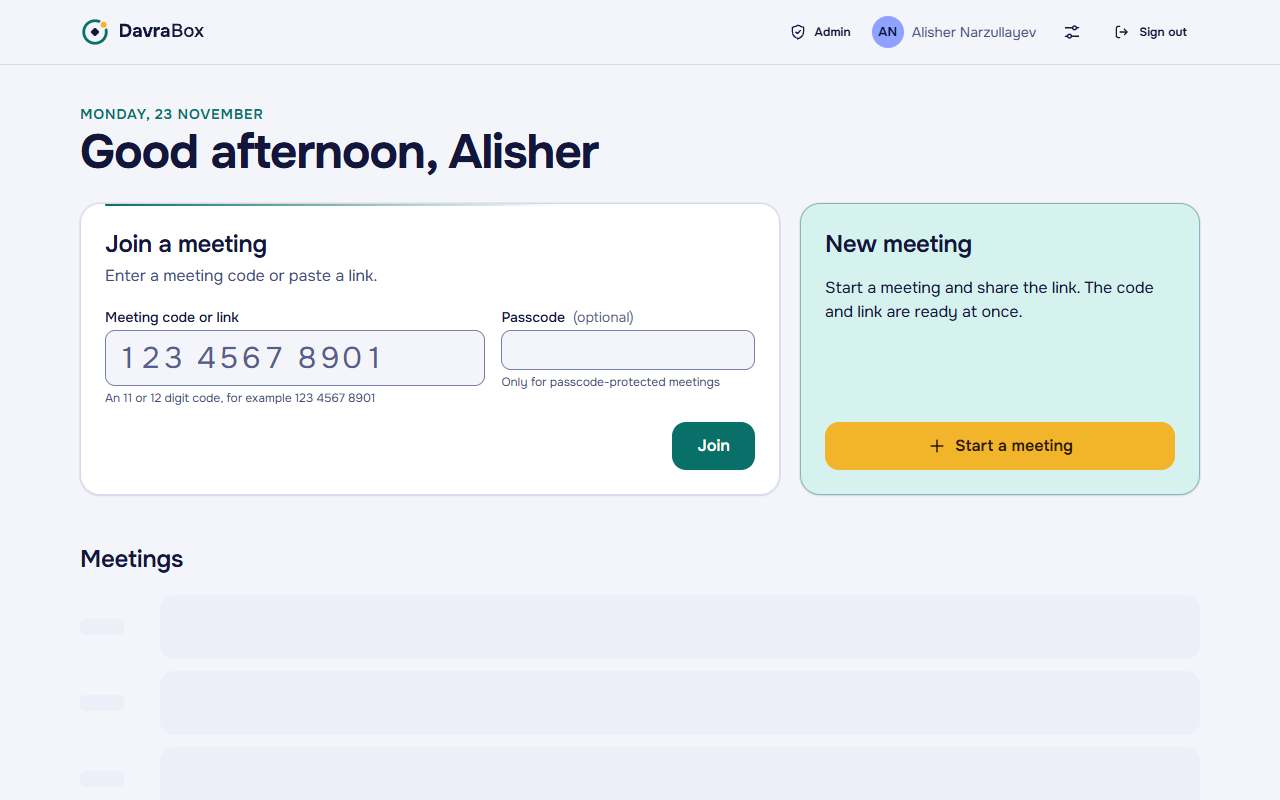 DavraBox
Admin
AN
Alisher Narzullayev
Sign out
MONDAY, 23 NOVEMBER
Good afternoon, Alisher
Join a meeting
Enter a meeting code or paste a link.
Meeting code or link
123 4567 8901
An 11 or 12 digit code, for example 123 4567 8901
Passcode (optional)
Only for passcode-protected meetings
Join
New meeting
Start a meeting and share the link. The code
and link are ready at once.
Start a meeting
Meetings